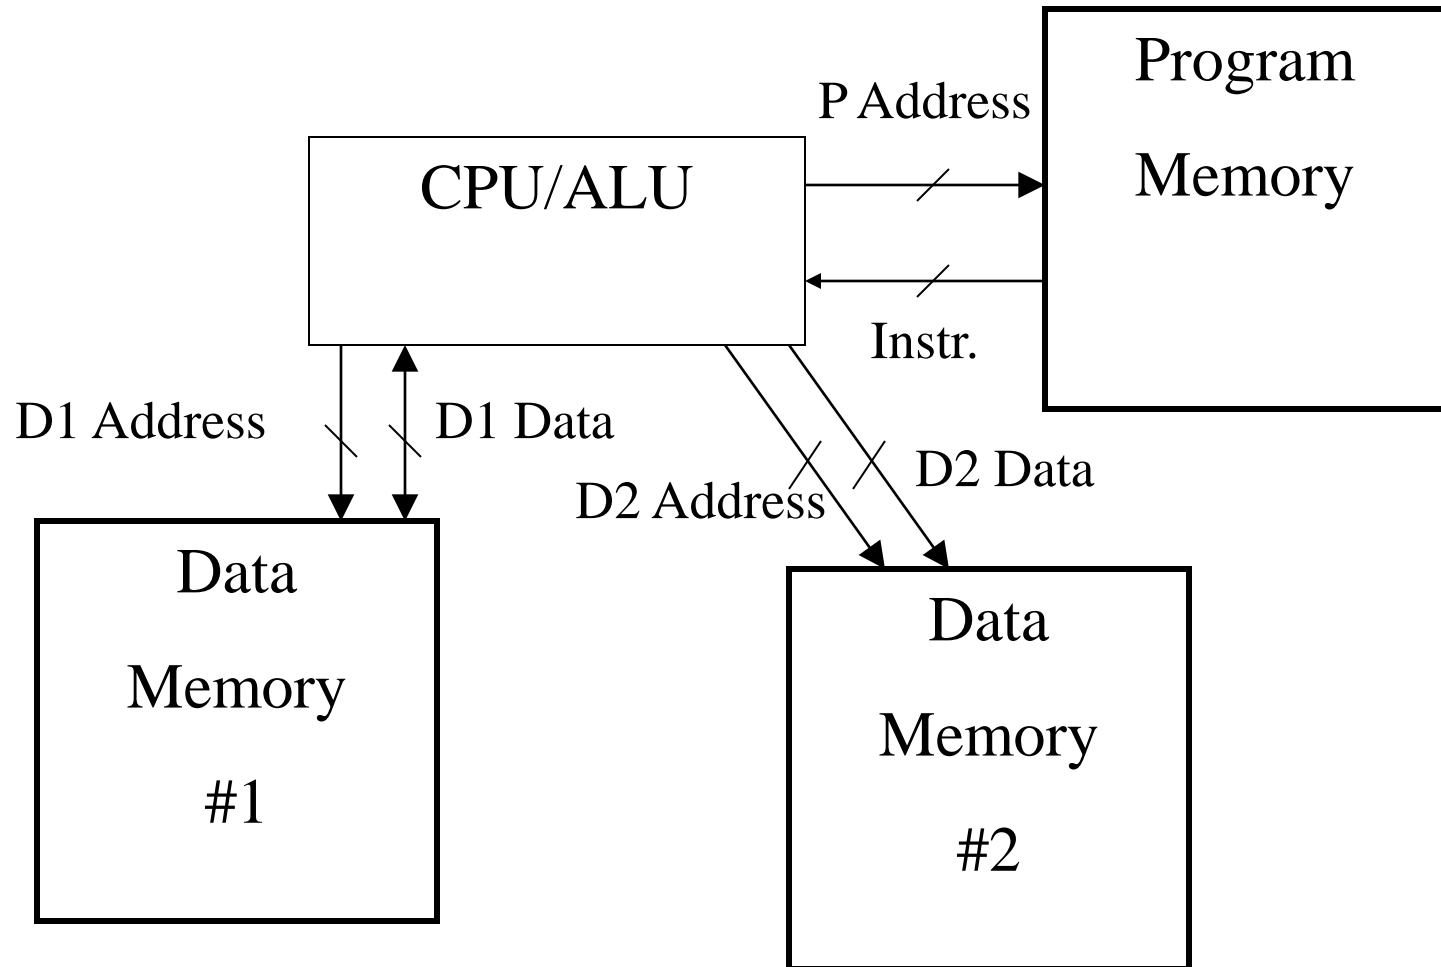 Program
Memory
P Address
CPU/ALU
Instr.
D1 Address
D1 Data
D2 Data
D2 Address
Data
Memory
#1
Data
Memory
#2